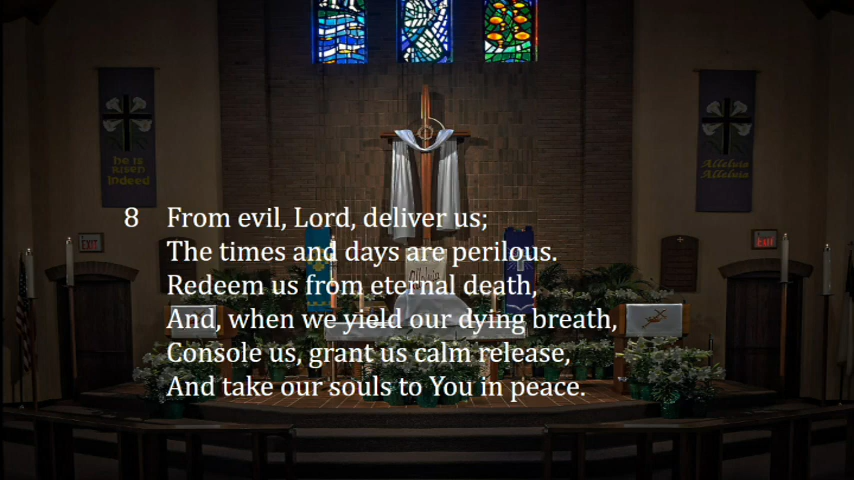 he is
risen
indeed
Alleluia
Alleluia
EXIT
EXIT
Alleluia
8 From evil, Lord, deliver us;
The times and days are perilous.
Redeem us from eternal death,
And, when we yield our dying breath,
Console us, grant us calm release,
And take our souls to You in peace.